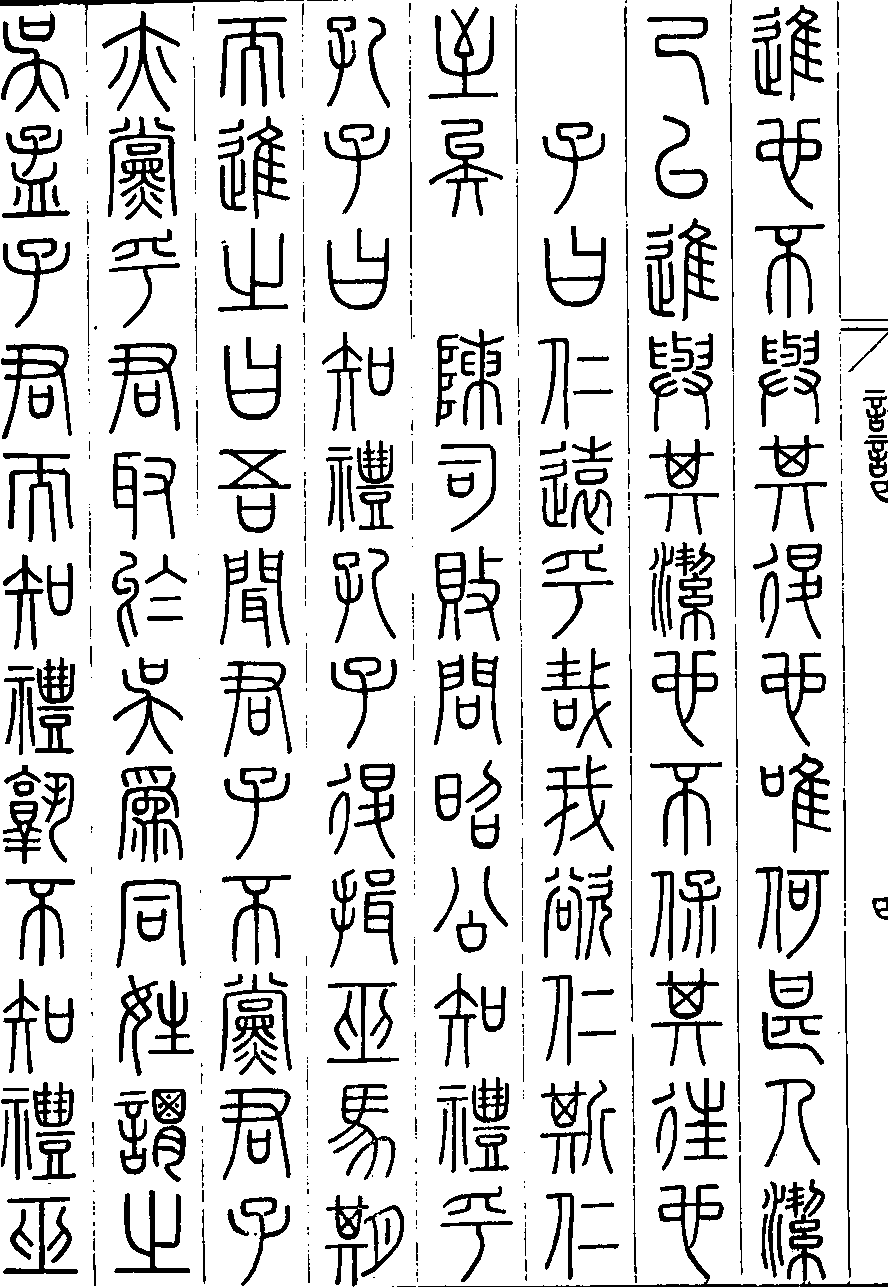 進也不與其退也唯何甚人潔
己以進與其潔也不保其往也
子曰仁遠乎哉我欲仁斯仁
至矣　陳司敗問昭公知禮乎
孔子曰知禮孔子退揖巫馬期
而進之曰吾聞君子不黨君子
亦黨乎君取於吳爲同姓謂之
吳孟子君而知禮孰不知禮巫